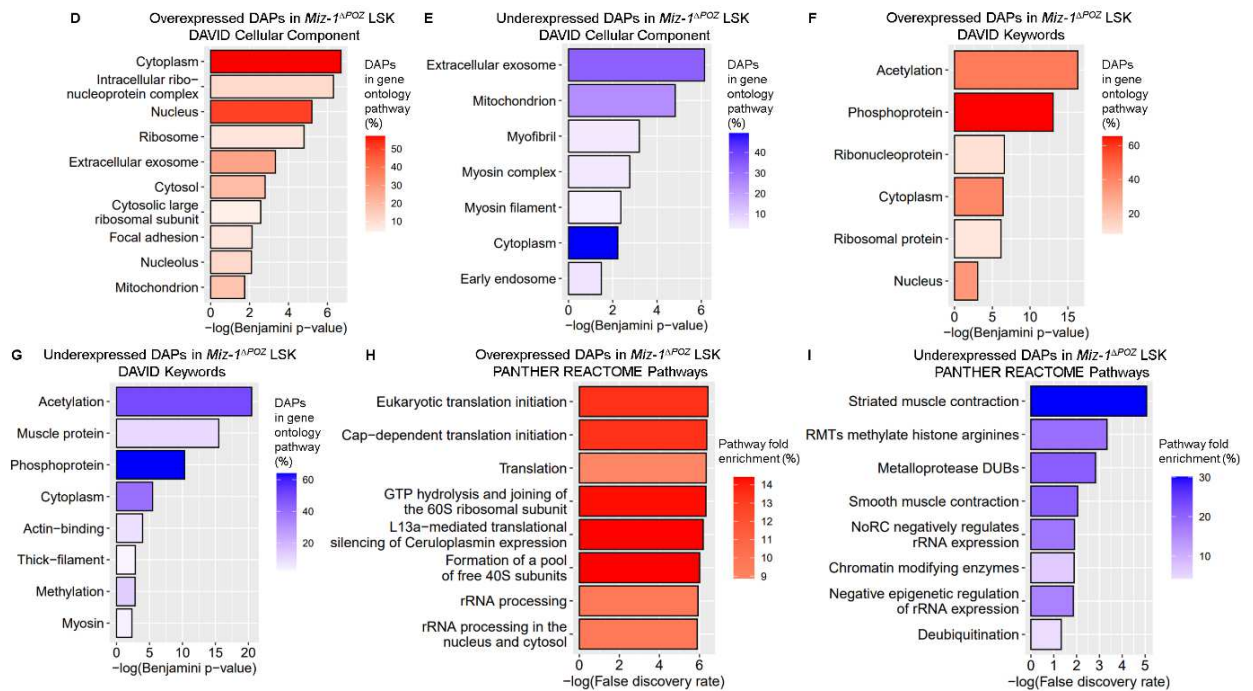 D Overexpressed DAPs in Miz-1ΔPOZ LSK
DAVID Cellular Component
Cytoplasm
Intracellular ribo-
nucleoprotein complex
Nucleus
Ribosome
Extracellular exosome
Cytosol
Cytosolic large
ribosomal subunit
Focal adhesion
Nucleolus
Mitochondrion
0 2 4 6
−log(Benjamini p-value)
DAPs
in gene
ontology
pathway
(%)
50
40
30
20
10
E Underexpressed DAPs in Miz-1ΔPOZ LSK
DAVID Cellular Component
Extracellular exosome
Mitochondrion
Myofibril
Myosin complex
Myosin filament
Cytoplasm
Early endosome
0 2 4 6
−log(Benjamini p-value)
DAPs
in gene
ontology
pathway
(%)
40
30
20
10
F Overexpressed DAPs in Miz-1ΔPOZ LSK
DAVID Keywords
Acetylation
Phosphoprotein
Ribonucleoprotein
Cytoplasm
Ribosomal protein
Nucleus
0 5 10 15
−log(Benjamini p-value)
DAPs
in gene
ontology
pathway
(%)
60
40
20
G Underexpressed DAPs in Miz-1ΔPOZ LSK
DAVID Keywords
Acetylation
Muscle protein
Phosphoprotein
Cytoplasm
Actin−binding
Thick−filament
Methylation
Myosin
0 5 10 15 20
−log(Benjamini p-value)
DAPs
in gene
ontology
pathway
(%)
60
40
20
H Overexpressed DAPs in Miz-1ΔPOZ LSK
PANTHER REACTOME Pathways
Eukaryotic translation initiation
Cap−dependent translation initiation
Translation
GTP hydrolysis and joining of
the 60S ribosomal subunit
L13a−mediated translational
silencing of Ceruloplasmin expression
Formation of a pool
of free 40S subunits
rRNA processing
rRNA processing in the
nucleus and cytosol
0 2 4 6
−log(False discovery rate)
Pathway fold
enrichment (%)
14
13
12
11
10
9
I Underexpressed DAPs in Miz-1ΔPOZ LSK
PANTHER REACTOME Pathways
Striated muscle contraction
RMTs methylate histone arginines
Metalloprotease DUBs
Smooth muscle contraction
NoRC negatively regulates
rRNA expression
Chromatin modifying enzymes
Negative epigenetic regulation
of rRNA expression
Deubiquitination
0 1 2 3 4 5
−log(False discovery rate)
Pathway fold
enrichment (%)
30
20
10